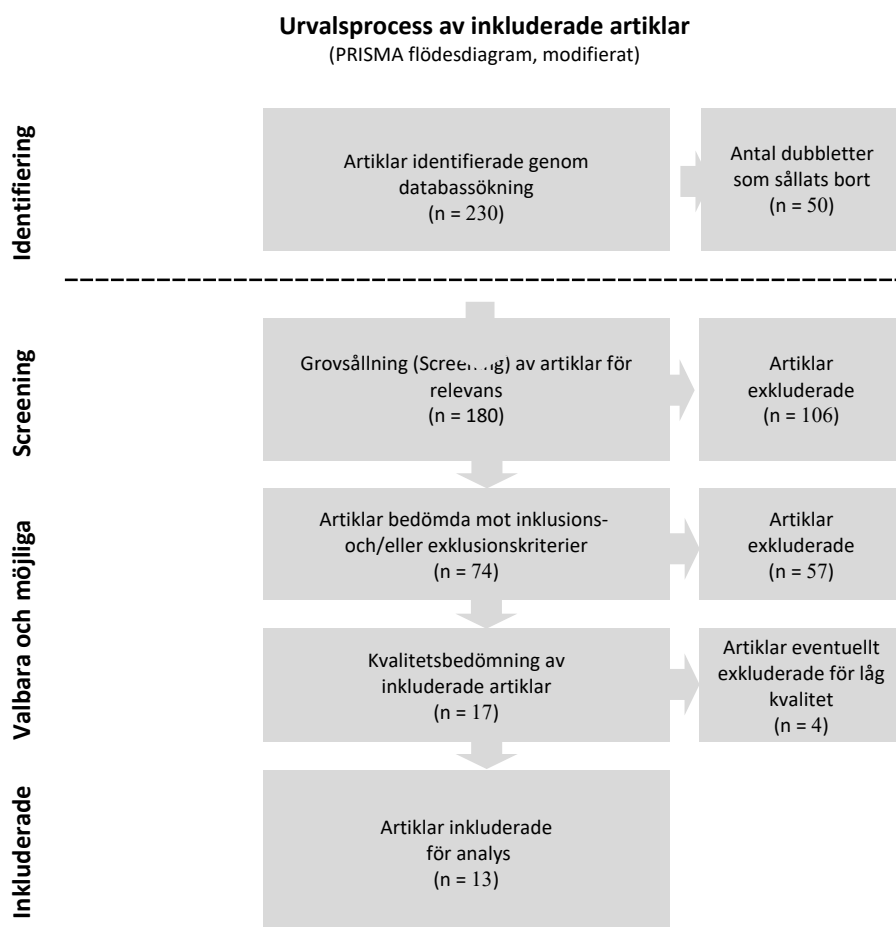 Urvalsprocess av inkluderade artiklar
(PRISMA flödesdiagram, modifierat)
Identifiering
Artiklar identifierade genom
databassökning
(n = 230)
Antal dubbletter
som sållats bort
(n = 50)
Screening
Grovsållning (Screening) av artiklar för
relevans
(n = 180)
Artiklar
exkluderade
(n = 106)
Valbara och möjliga
Artiklar bedömda mot inklusions-
och/eller exklusionskriterier
(n = 74)
Artiklar
exkluderade
(n = 57)
Kvalitetsbedömning av
inkluderade artiklar
(n = 17)
Artiklar eventuellt
exkluderade för låg
kvalitet
(n = 4)
Inkluderade
Artiklar inkluderade
för analys
(n = 13)